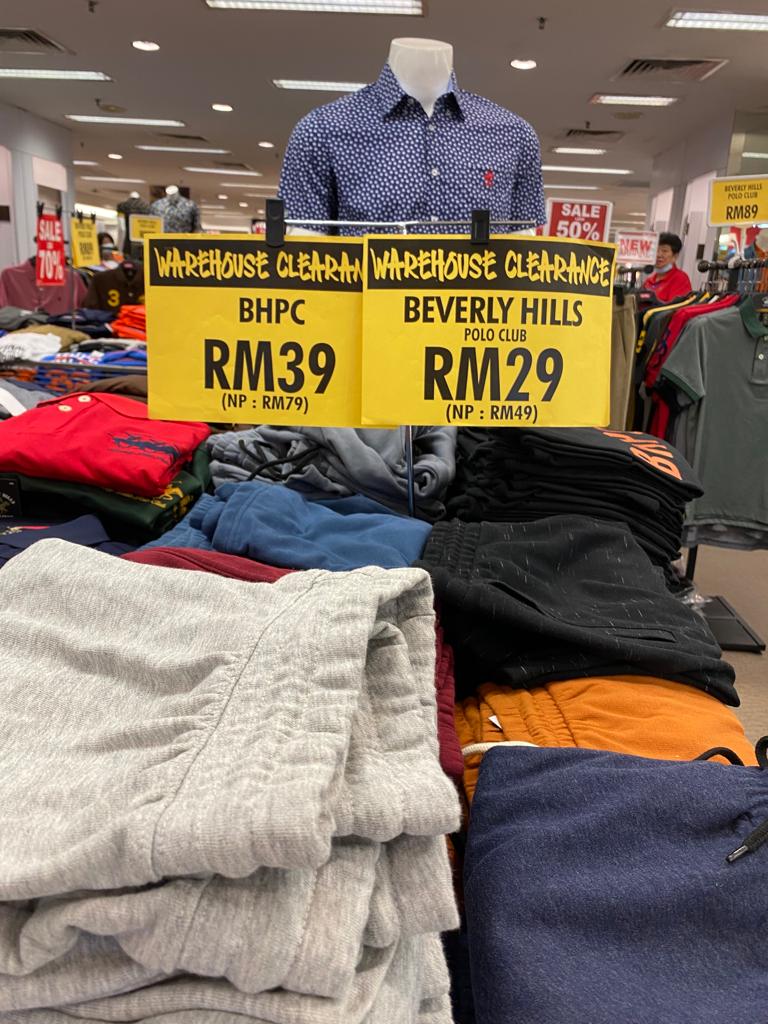 WAREHOUSE CLEARAN
BHPC
RM39
(NP : RM79)
WAREHOUSE CLEARANCE
BEVERLY HILLS
POLO CLUB
RM29
(NP : RM49)
SALE
50%
BEVERLY HILLS
POLO CLUB
RM89
NEW
SALE
70%
3